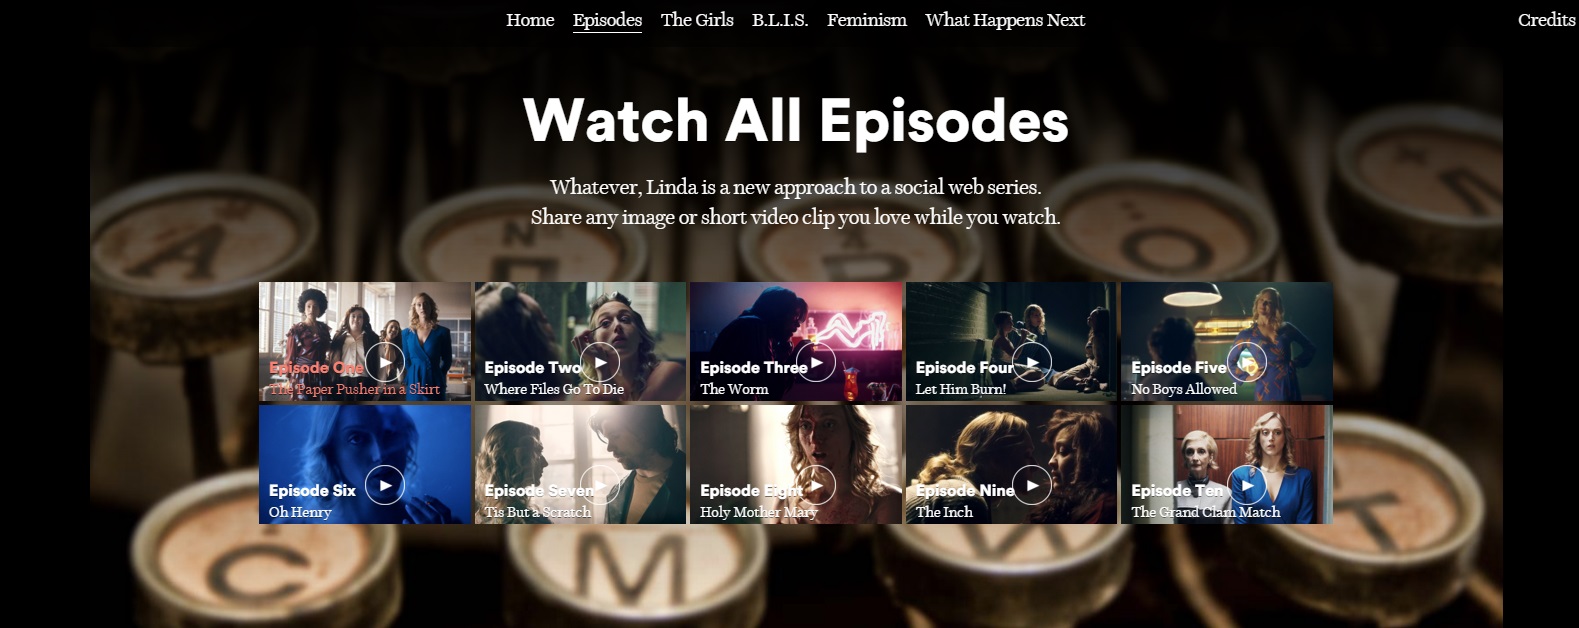 Home Episodes The Girls B.L.I.S. Feminism What Happens Next Credits
Watch All Episodes
Whatever, Linda is a new approach to a social web series.
Share any image or short video clip you love while you watch.
Episode One
The Paper Pusher in a Skirt
Episode Two
Where Files Go To Die
Episode Three
The Worm
Episode Four
Let Him Burn!
Episode Five
No Boys Allowed
Episode Six
Oh Henry
Episode Seven
Tis But a Scratch
Episode Eight
Holy Mother Mary
Episode Nine
The Inch
Episode Ten
The Grand Clam Match
A
N
O
C
M